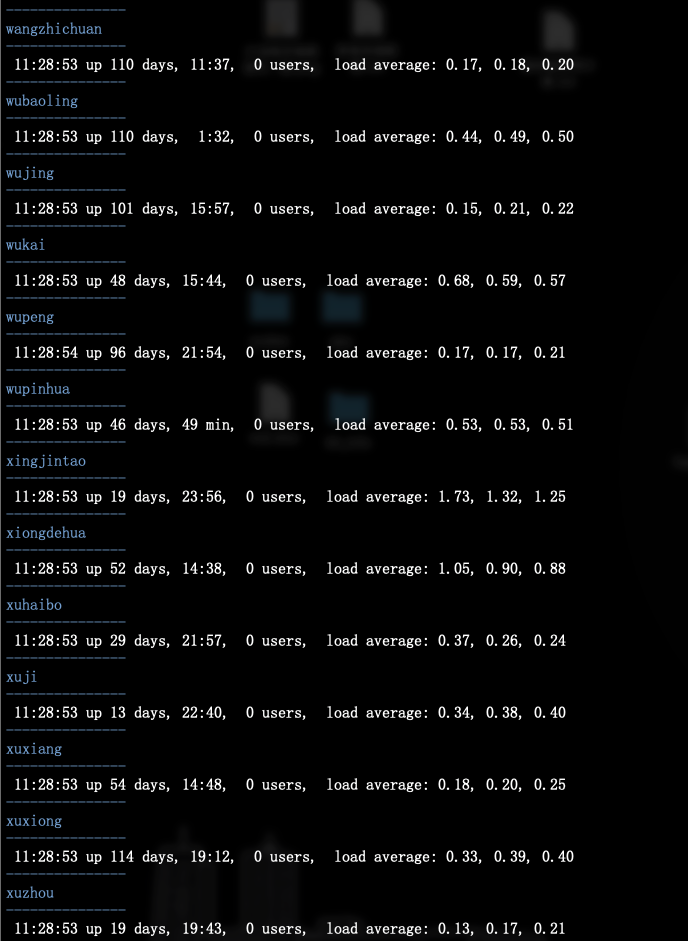 ---------------
wangzhichuan
---------------
11:28:53 up 110 days, 11:37, 0 users, load average: 0.17, 0.18, 0.20
---------------
wubaoling
---------------
11:28:53 up 110 days, 1:32, 0 users, load average: 0.44, 0.49, 0.50
---------------
wujing
---------------
11:28:53 up 101 days, 15:57, 0 users, load average: 0.15, 0.21, 0.22
---------------
wukai
---------------
11:28:53 up 48 days, 15:44, 0 users, load average: 0.68, 0.59, 0.57
---------------
wupeng
---------------
11:28:54 up 96 days, 21:54, 0 users, load average: 0.17, 0.17, 0.21
---------------
wupinhua
---------------
11:28:53 up 46 days, 49 min, 0 users, load average: 0.53, 0.53, 0.51
---------------
xingjintao
---------------
11:28:53 up 19 days, 23:56, 0 users, load average: 1.73, 1.32, 1.25
---------------
xiongdehua
---------------
11:28:53 up 52 days, 14:38, 0 users, load average: 1.05, 0.90, 0.88
---------------
xuhaibo
---------------
11:28:53 up 29 days, 21:57, 0 users, load average: 0.37, 0.26, 0.24
---------------
xuji
---------------
11:28:53 up 13 days, 22:40, 0 users, load average: 0.34, 0.38, 0.40
---------------
xuxiang
---------------
11:28:53 up 54 days, 14:48, 0 users, load average: 0.18, 0.20, 0.25
---------------
xuxiong
---------------
11:28:53 up 114 days, 19:12, 0 users, load average: 0.33, 0.39, 0.40
---------------
xuzhou
---------------
11:28:53 up 19 days, 19:43, 0 users, load average: 0.13, 0.17, 0.21